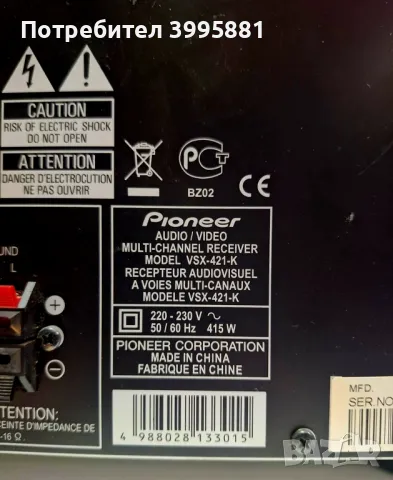 Потребител 3995881
CAUTION
RISK OF ELECTRIC SHOCK
DO NOT OPEN
ATTENTION
DANGER D'ELECTROCUTION
NE PAS OUVRIR
BZ02
Pioneer
AUDIO / VIDEO
MULTI-CHANNEL RECEIVER
MODEL VSX-421-K
RECEPTEUR AUDIOVISUEL
A VOIES MULTI-CANAUX
MODELE VSX-421-K
220 - 230 V ~
50 / 60 Hz 415 W
PIONEER CORPORATION
MADE IN CHINA
FABRIQUE EN CHINE
L
+
−
4 988028 133015
MFD.
SER.NO
-16 Ω.
BAZAR